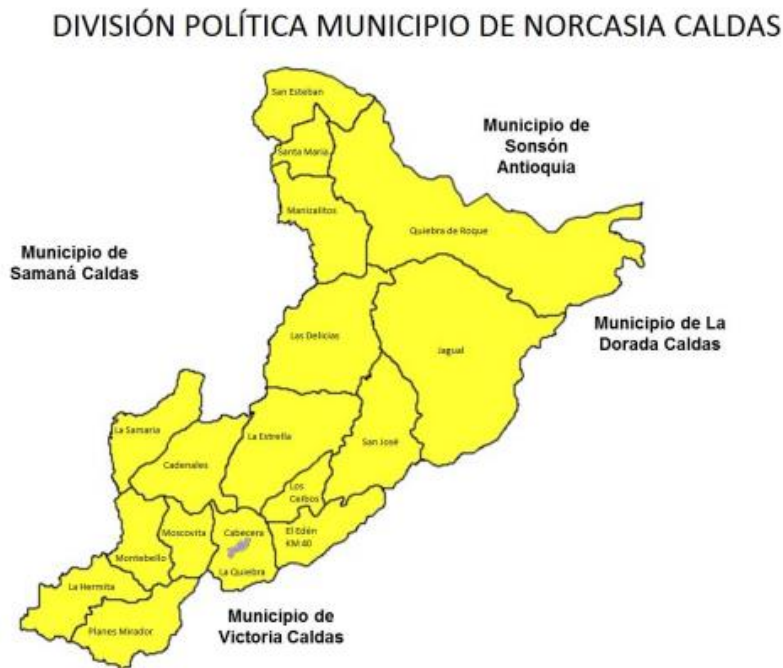 DIVISIÓN POLÍTICA MUNICIPIO DE NORCASIA CALDAS
San Esteban
Municipio de
Sonsón
Antioquia
Santa Maria
Manizalitos
Quiebra de Roque
Municipio de
Samaná Caldas
Municipio de La
Dorada Caldas
Las Delicias
Jagual
La Samaria
La Estrella
San José
Cadenales
Los
Caibos
Cabecera
El Edén
KM 40
Moscovita
Montebello
La Quiebra
La Hermita
Planes Mirador
Municipio de
Victoria Caldas